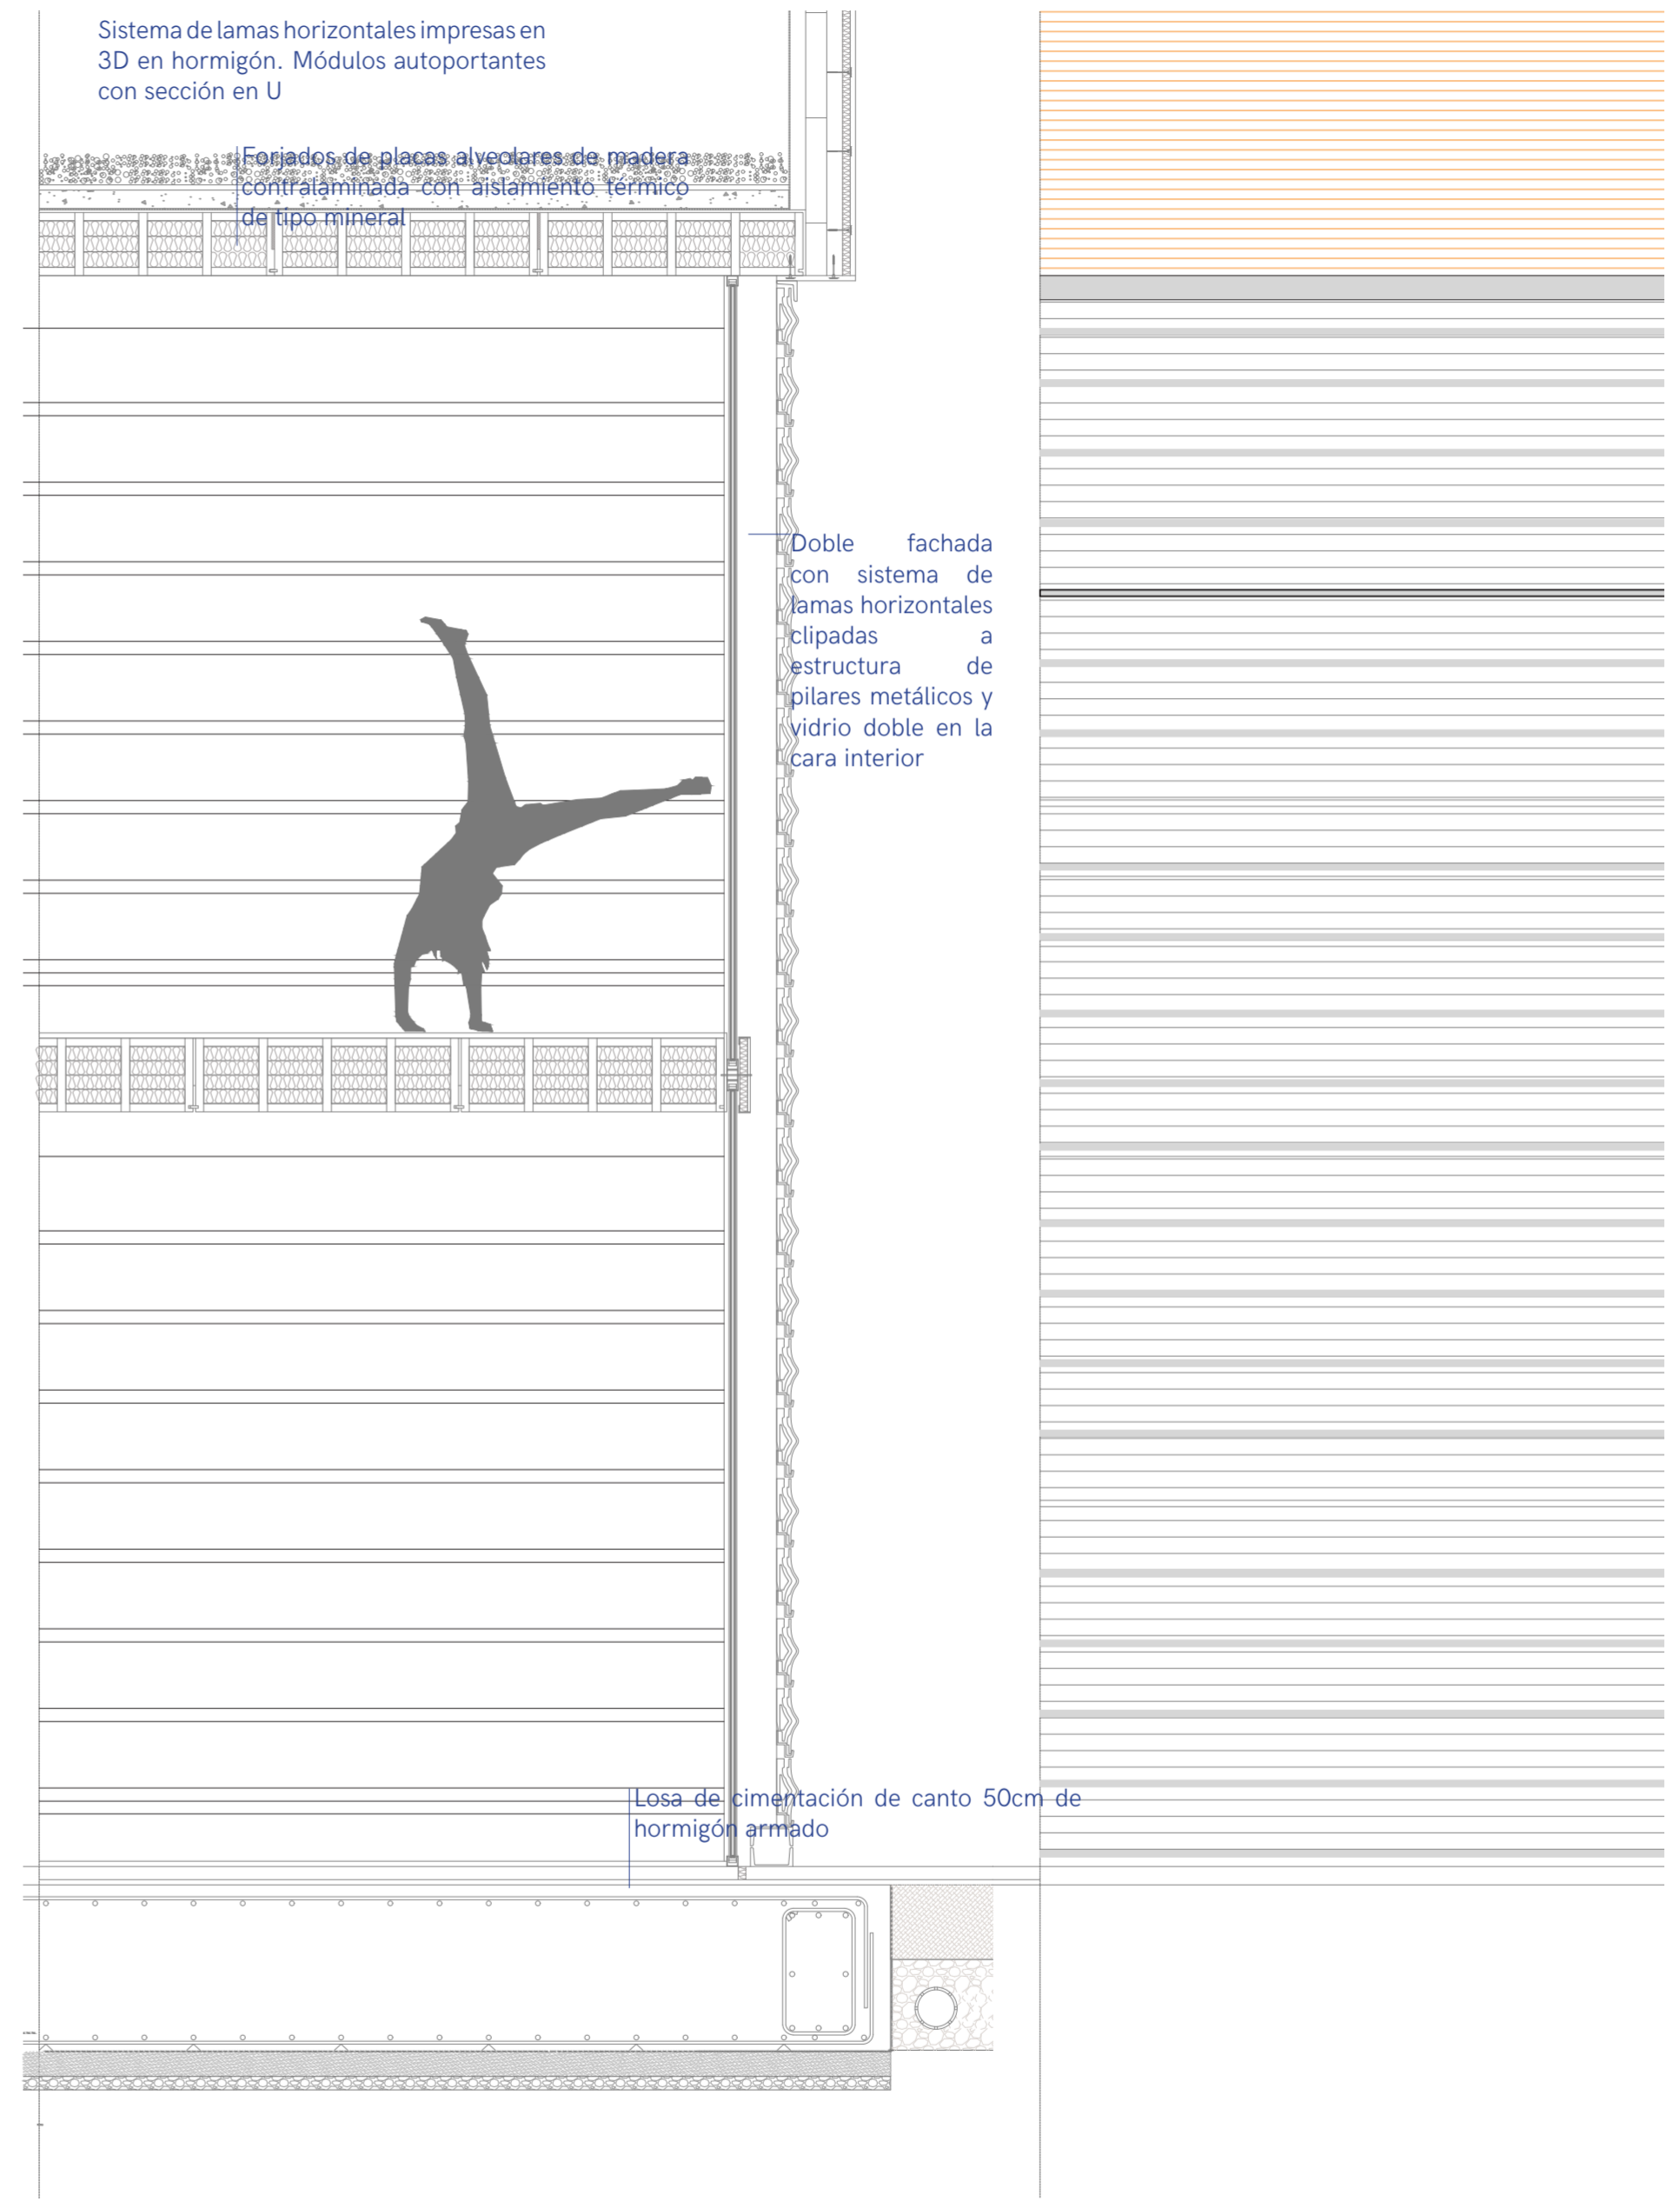 Sistema de lamas horizontales impresas en
3D en hormigón. Módulos autoportantes
con sección en U
Forjados de placas alveolares de madera
contralaminada con aislamiento térmico
de tipo mineral
Doble fachada
con sistema de
lamas horizontales
clipadas a
estructura de
pilares metálicos y
vidrio doble en la
cara interior
Losa de cimentación de canto 50cm de
hormigón armado